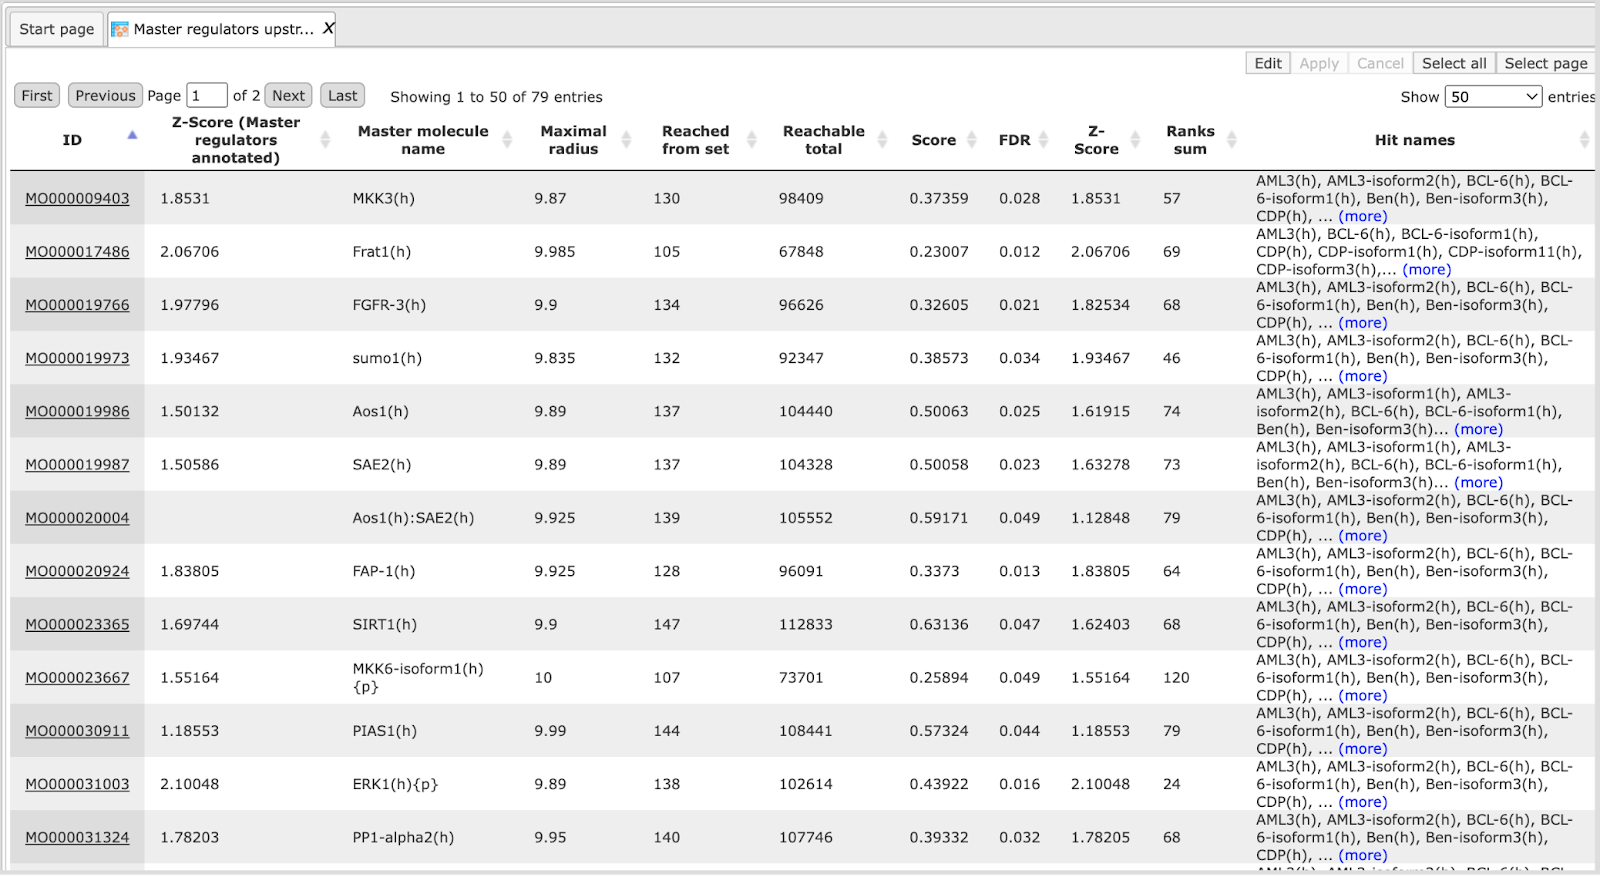 Start page Master regulators upstr... X
Edit Apply Cancel Select all Select page
First Previous Page 1 of 2 Next Last Showing 1 to 50 of 79 entries Show 50 entries
ID Z-Score (Master regulators annotated) Master molecule name Maximal radius Reached from set Reachable total Score FDR Z-Score Ranks sum Hit names
MO000009403 1.8531 MKK3(h) 9.87 130 98409 0.37359 0.028 1.8531 57 AML3(h), AML3-isoform2(h), BCL-6(h), BCL-
6-isoform1(h), Ben(h), Ben-isoform3(h),
CDP(h), ... (more)
MO000017486 2.06706 Frat1(h) 9.985 105 67848 0.23007 0.012 2.06706 69 AML3(h), BCL-6(h), BCL-6-isoform1(h),
CDP(h), CDP-isoform1(h), CDP-isoform11(h),
CDP-isoform3(h),... (more)
MO000019766 1.97796 FGFR-3(h) 9.9 134 96626 0.32605 0.021 1.82534 68 AML3(h), AML3-isoform2(h), BCL-6(h), BCL-
6-isoform1(h), Ben(h), Ben-isoform3(h),
CDP(h), ... (more)
MO000019973 1.93467 sumo1(h) 9.835 132 92347 0.38573 0.034 1.93467 46 AML3(h), AML3-isoform2(h), BCL-6(h), BCL-
6-isoform1(h), Ben(h), Ben-isoform3(h),
CDP(h), ... (more)
MO000019986 1.50132 Aos1(h) 9.89 137 104440 0.50063 0.025 1.61915 74 AML3(h), AML3-isoform1(h), AML3-
isoform2(h), BCL-6(h), BCL-6-isoform1(h),
Ben(h), Ben-isoform3(h)... (more)
MO000019987 1.50586 SAE2(h) 9.89 137 104328 0.50058 0.023 1.63278 73 AML3(h), AML3-isoform1(h), AML3-
isoform2(h), BCL-6(h), BCL-6-isoform1(h),
Ben(h), Ben-isoform3(h)... (more)
MO000020004 Aos1(h):SAE2(h) 9.925 139 105552 0.59171 0.049 1.12848 79 AML3(h), AML3-isoform2(h), BCL-6(h), BCL-
6-isoform1(h), Ben(h), Ben-isoform3(h),
CDP(h), ... (more)
MO000020924 1.83805 FAP-1(h) 9.925 128 96091 0.3373 0.013 1.83805 64 AML3(h), AML3-isoform2(h), BCL-6(h), BCL-
6-isoform1(h), Ben(h), Ben-isoform3(h),
CDP(h), ... (more)
MO000023365 1.69744 SIRT1(h) 9.9 147 112833 0.63136 0.047 1.62403 68 AML3(h), AML3-isoform2(h), BCL-6(h), BCL-
6-isoform1(h), Ben(h), Ben-isoform3(h),
CDP(h), ... (more)
MO000023667 1.55164 MKK6-isoform1(h){p} 10 107 73701 0.25894 0.049 1.55164 120 AML3(h), AML3-isoform2(h), BCL-6(h), BCL-
6-isoform1(h), Ben(h), Ben-isoform3(h),
CDP(h), ... (more)
MO000030911 1.18553 PIAS1(h) 9.99 144 108441 0.57324 0.044 1.18553 79 AML3(h), AML3-isoform2(h), BCL-6(h), BCL-
6-isoform1(h), Ben(h), Ben-isoform3(h),
CDP(h), ... (more)
MO000031003 2.10048 ERK1(h){p} 9.89 138 102614 0.43922 0.016 2.10048 24 AML3(h), AML3-isoform2(h), BCL-6(h), BCL-
6-isoform1(h), Ben(h), Ben-isoform3(h),
CDP(h), ... (more)
MO000031324 1.78203 PP1-alpha2(h) 9.95 140 107746 0.39332 0.032 1.78205 68 AML3(h), AML3-isoform2(h), BCL-6(h), BCL-
6-isoform1(h), Ben(h), Ben-isoform3(h),
CDP(h), ... (more)